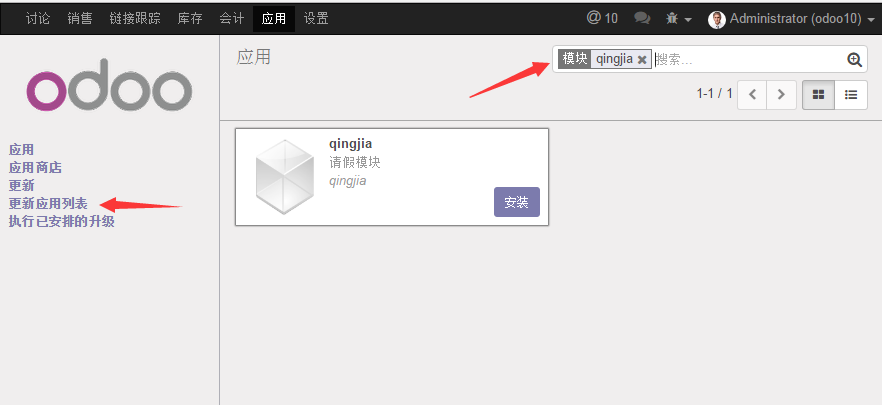 讨论 销售 链接跟踪 库存 会计 应用 设置 @ 10 Administrator (odoo10)
odoo
应用
应用商店
更新
更新应用列表
执行已安排的升级
应用
模块 qingjia 搜索...
1-1 / 1
qingjia
请假模块
qingjia
安装